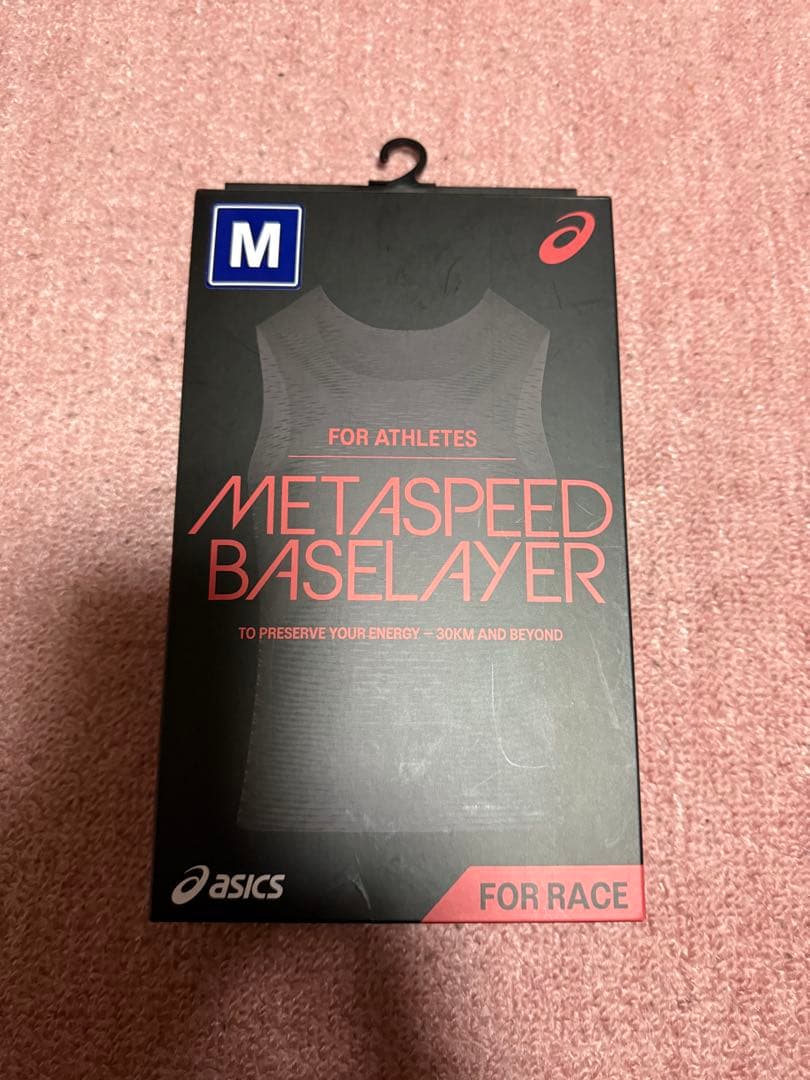 M
FOR ATHLETES
METASPEED
BASELAYER
TO PRESERVE YOUR ENERGY – 30KM AND BEYOND
asics
FOR RACE